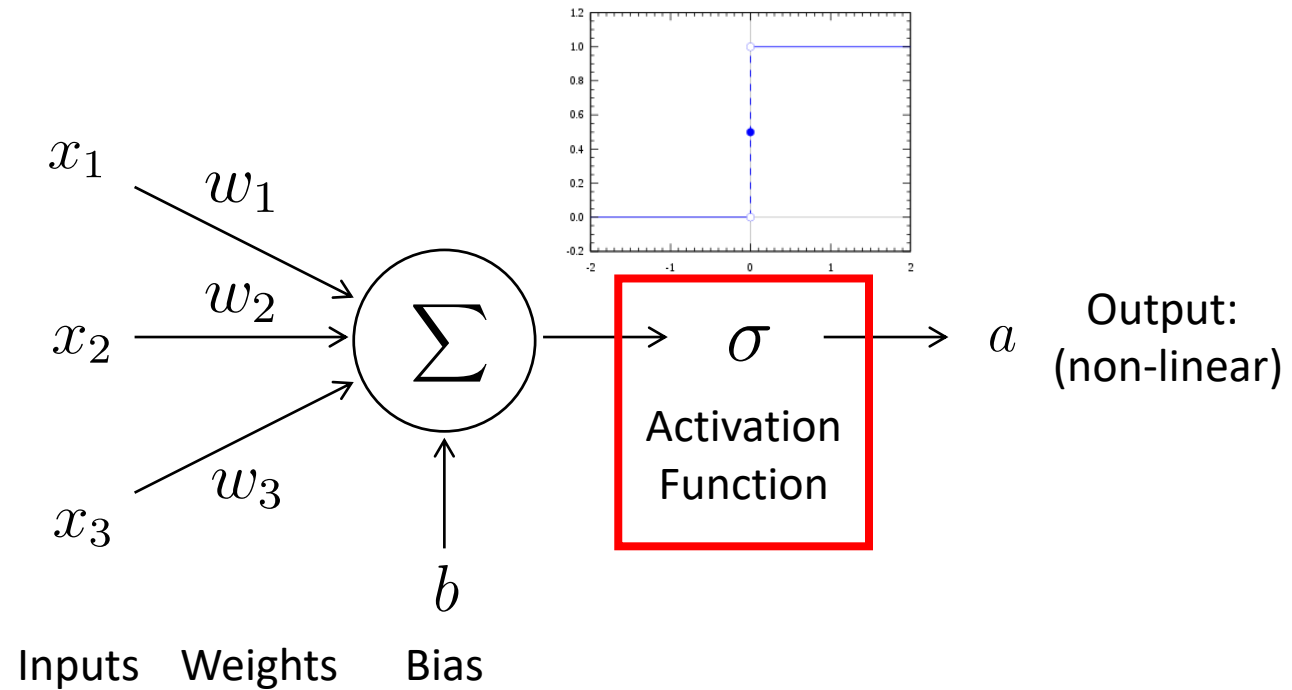 1.2
1.0
0.8
0.6
0.4
0.2
0.0
-0.2
-2 -1 0 1 2
x₁
w₁
x₂
w₂
x₃
w₃
∑
b
σ
Activation
Function
a
Output:
(non-linear)
Inputs Weights Bias